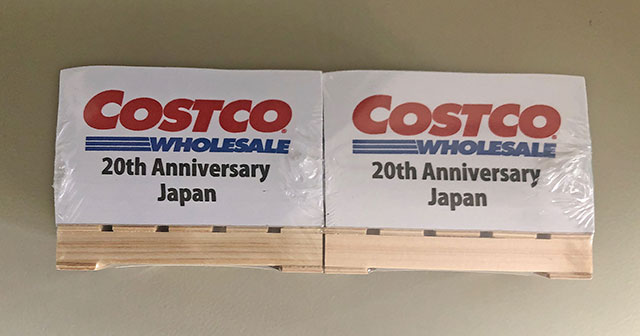 COSTCO
WHOLESALE
20th Anniversary
Japan
COSTCO
WHOLESALE
20th Anniversary
Japan